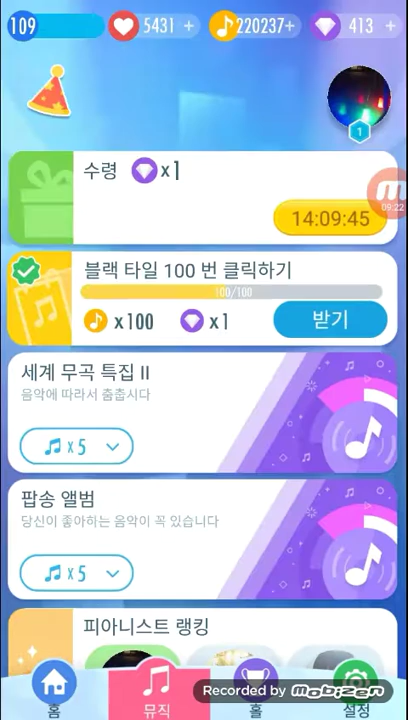 109 5431 + 220237+ 413 +
1
수령 x1
09:22
14:09:45
블랙 타일 100 번 클릭하기
100/100
x100 x1 받기
세계 무곡 특집 II
음악에 따라서 춤춥시다
x5
팝송 앨범
당신이 좋아하는 음악이 꼭 있습니다
x5
피아니스트 랭킹
Recorded by mobizen
홈 뮤직 홀 설정